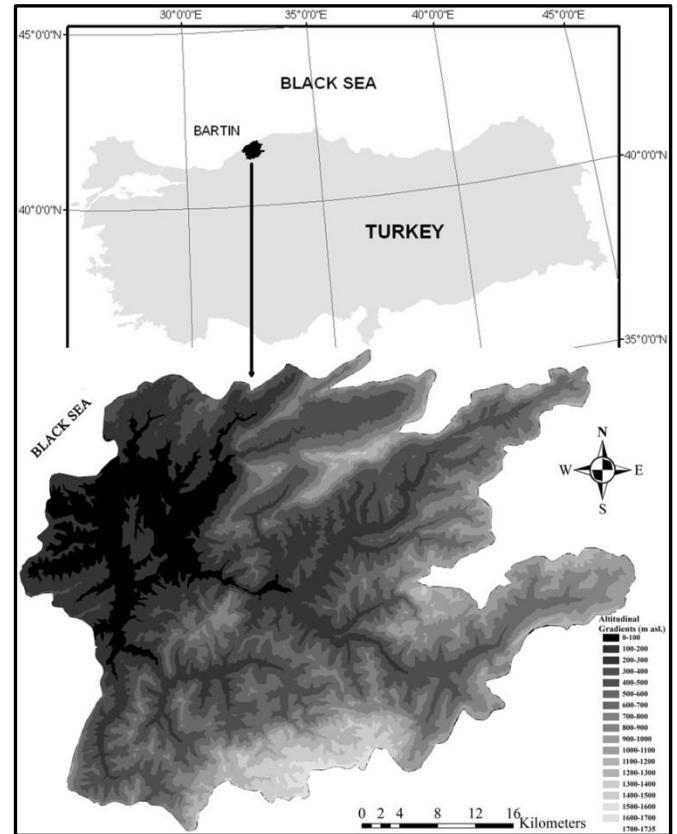 30°0'0"E 35°0'0"E 40°0'0"E 45°0'0"E
45°0'0"N
BLACK SEA
BARTIN
40°0'0"N
40°0'0"N
TURKEY
35°0'0"N
BLACK SEA
N
W E
S
Altitudinal
Gradients (m asl.)
0-100
100-200
200-300
300-400
400-500
500-600
600-700
700-800
800-900
900-1000
1000-1100
1100-1200
1200-1300
1300-1400
1400-1500
1500-1600
1600-1700
1700-1735
0 2 4 8 12 16
Kilometers